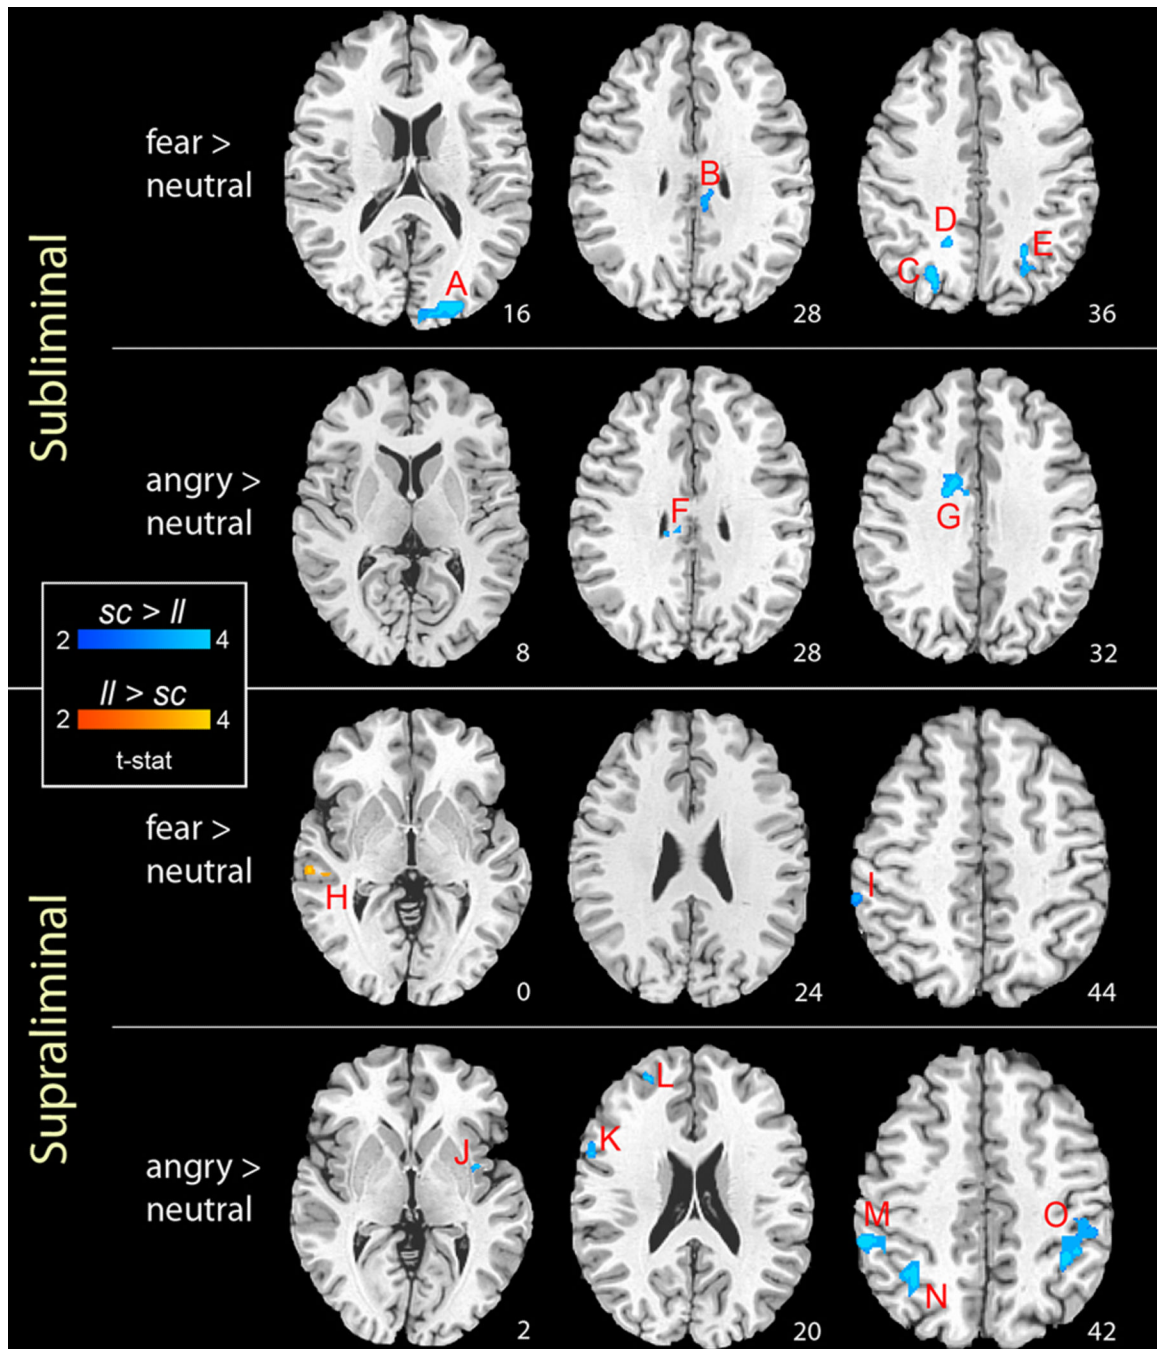 Subliminal
fear >
neutral
A
16
B
28
C
D
E
36
angry >
neutral
8
F
28
G
32
sc > ll
2
4
ll > sc
2
4
t-stat
Supraliminal
fear >
neutral
H
0
24
I
44
angry >
neutral
J
2
K
L
20
M
N
O
42